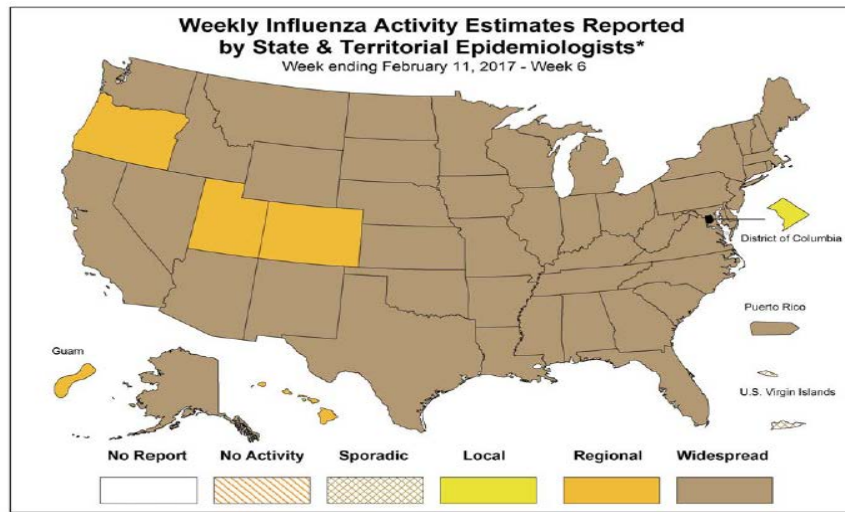 Weekly Influenza Activity Estimates Reported
by State & Territorial Epidemiologists*
Week ending February 11, 2017 - Week 6
District of Columbia
Puerto Rico
Guam
U.S. Virgin Islands
No Report No Activity Sporadic Local Regional Widespread